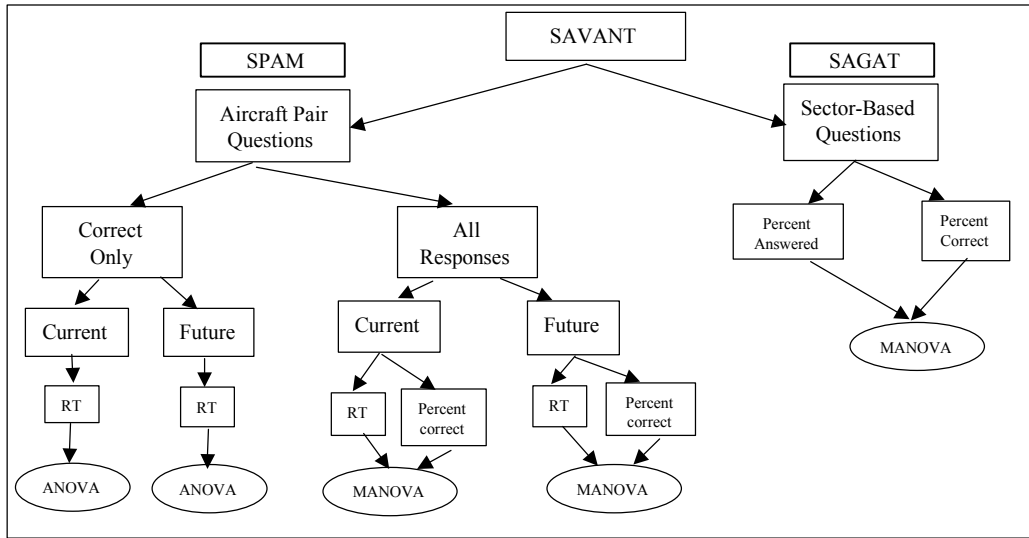 SAVANT
SPAM
SAGAT
Aircraft Pair
Questions
Sector-Based
Questions
Correct
Only
All
Responses
Percent
Answered
Percent
Correct
Current
Future
Current
Future
MANOVA
RT
RT
RT
Percent
correct
RT
Percent
correct
ANOVA
ANOVA
MANOVA
MANOVA